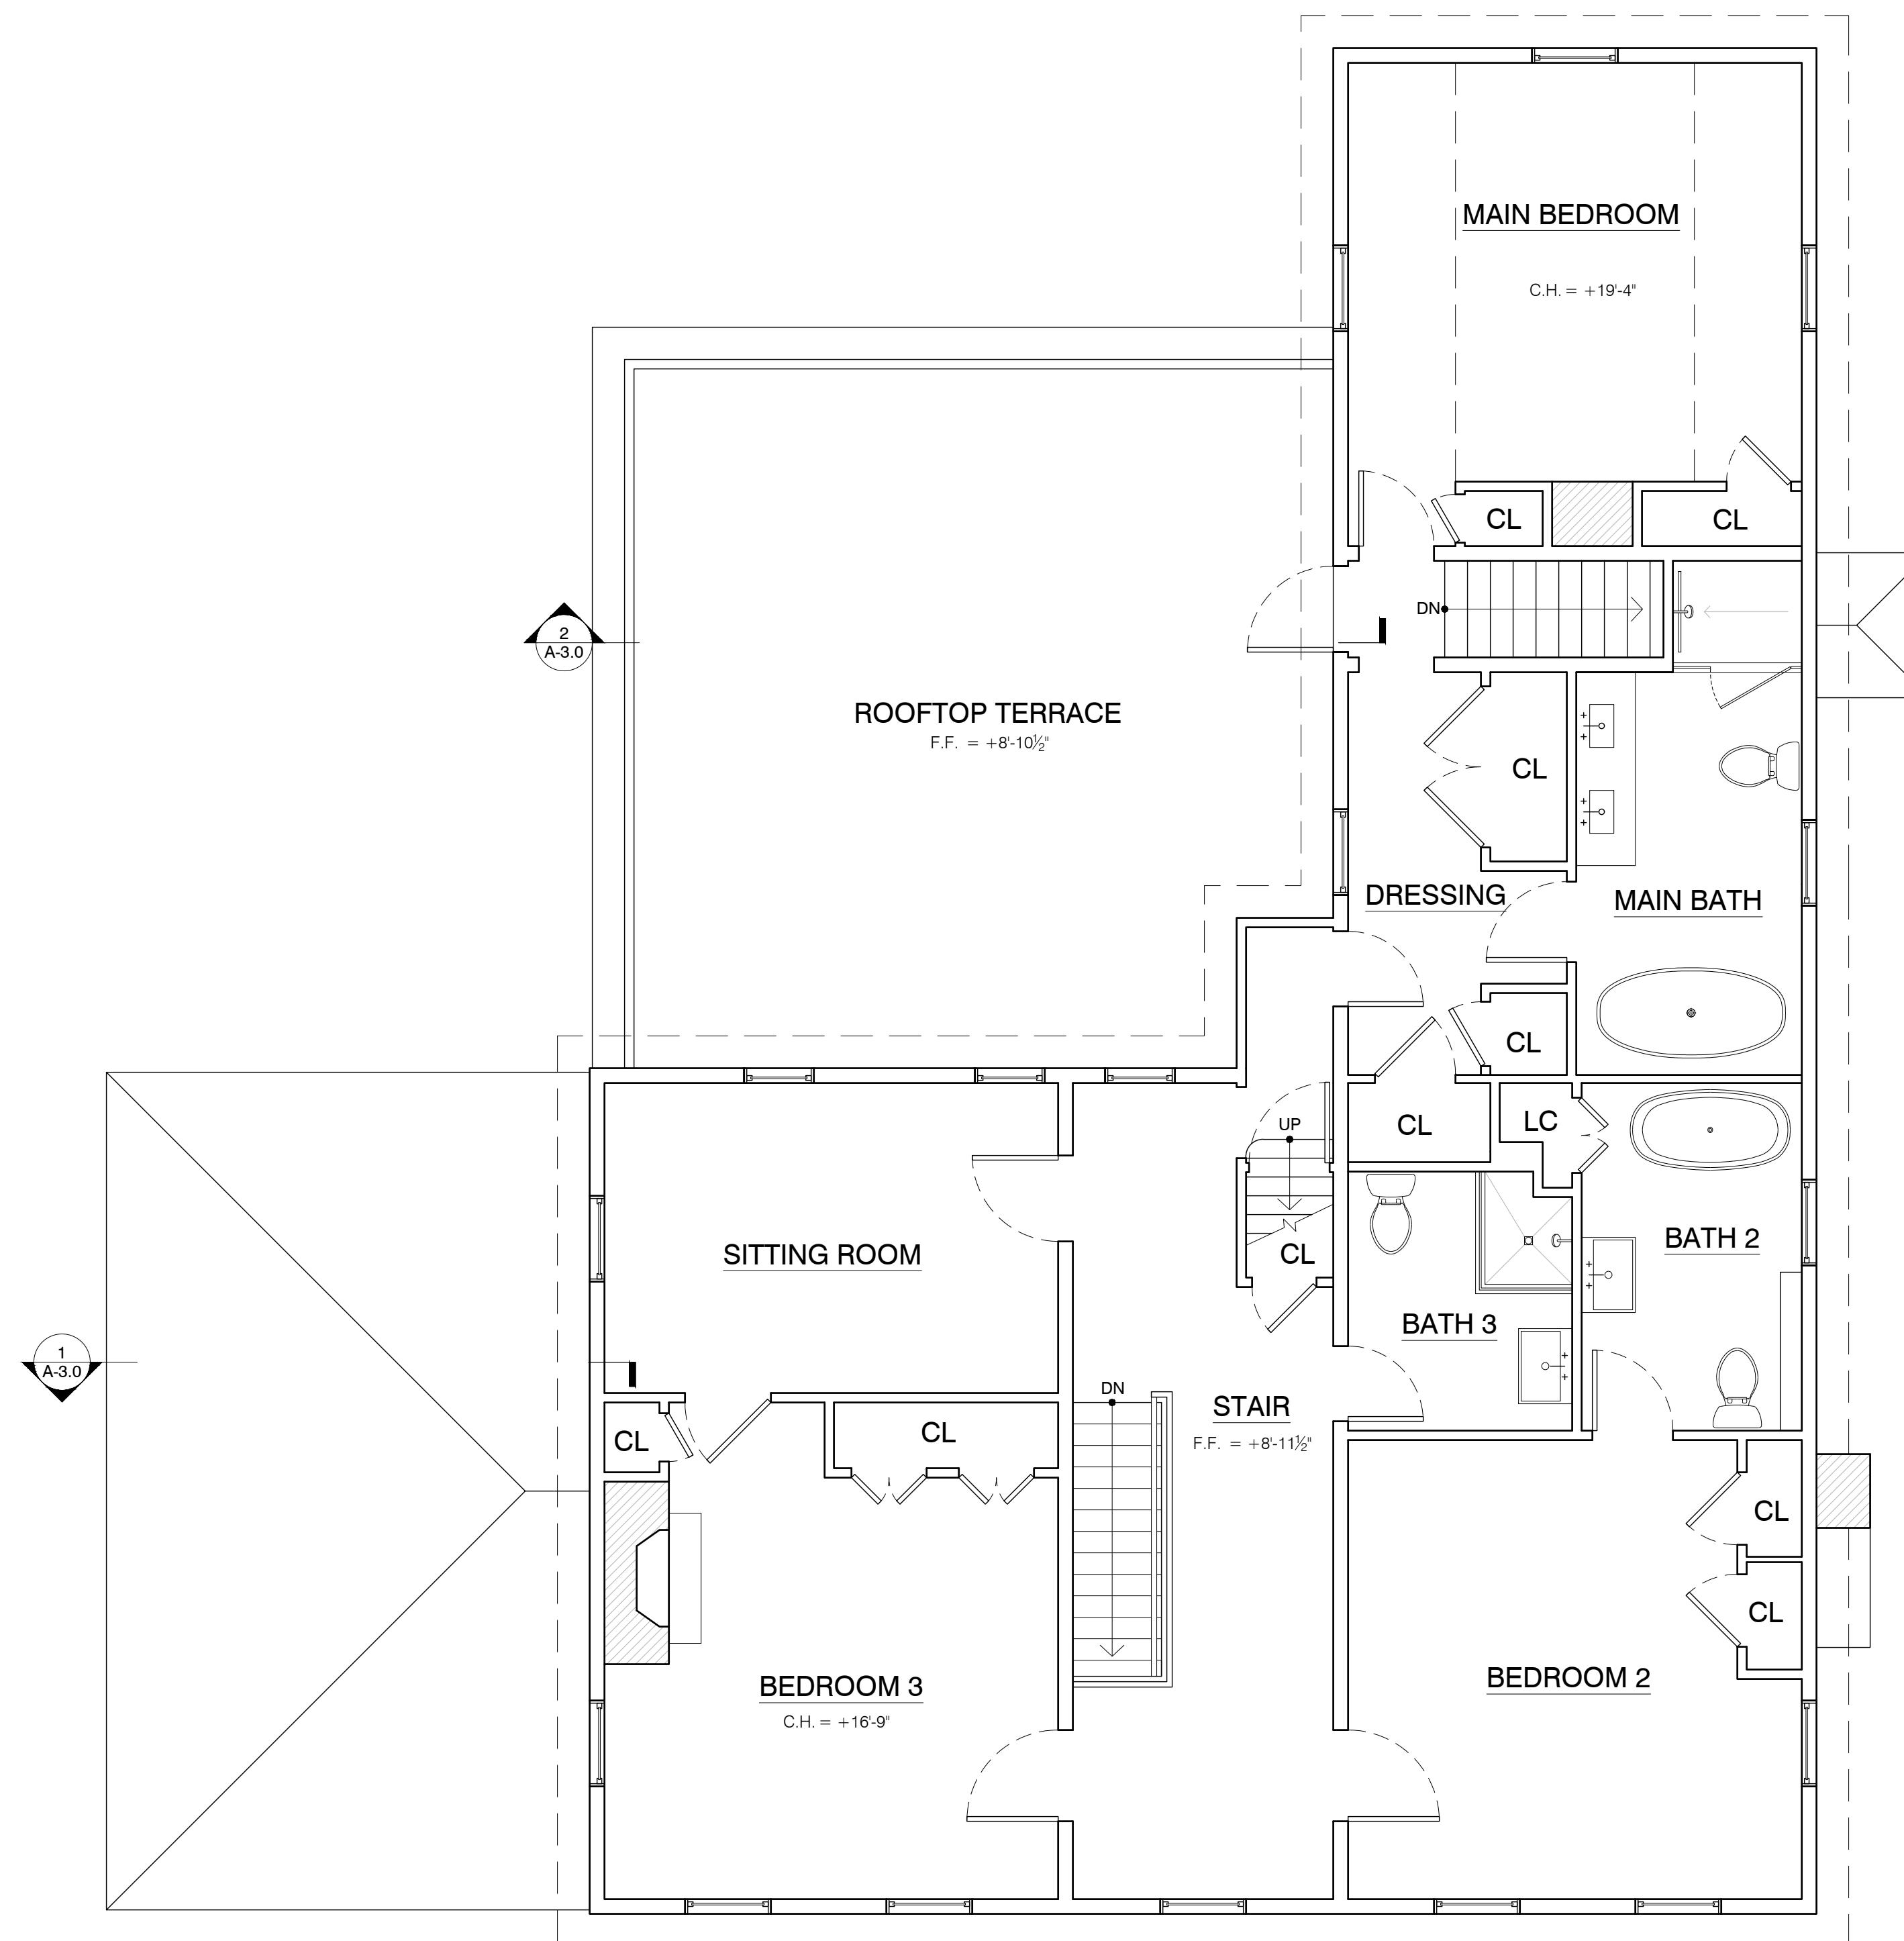 MAIN BEDROOM
C.H. = +19'-4"
CL
CL
DN
2
A-3.0
ROOFTOP TERRACE
F.F. = +8'-10½"
CL
DRESSING
MAIN BATH
CL
UP
CL
LC
SITTING ROOM
CL
BATH 2
BATH 3
1
A-3.0
DN
STAIR
F.F. = +8'-11½"
CL
CL
CL
CL
BEDROOM 3
C.H. = +16'-9"
BEDROOM 2